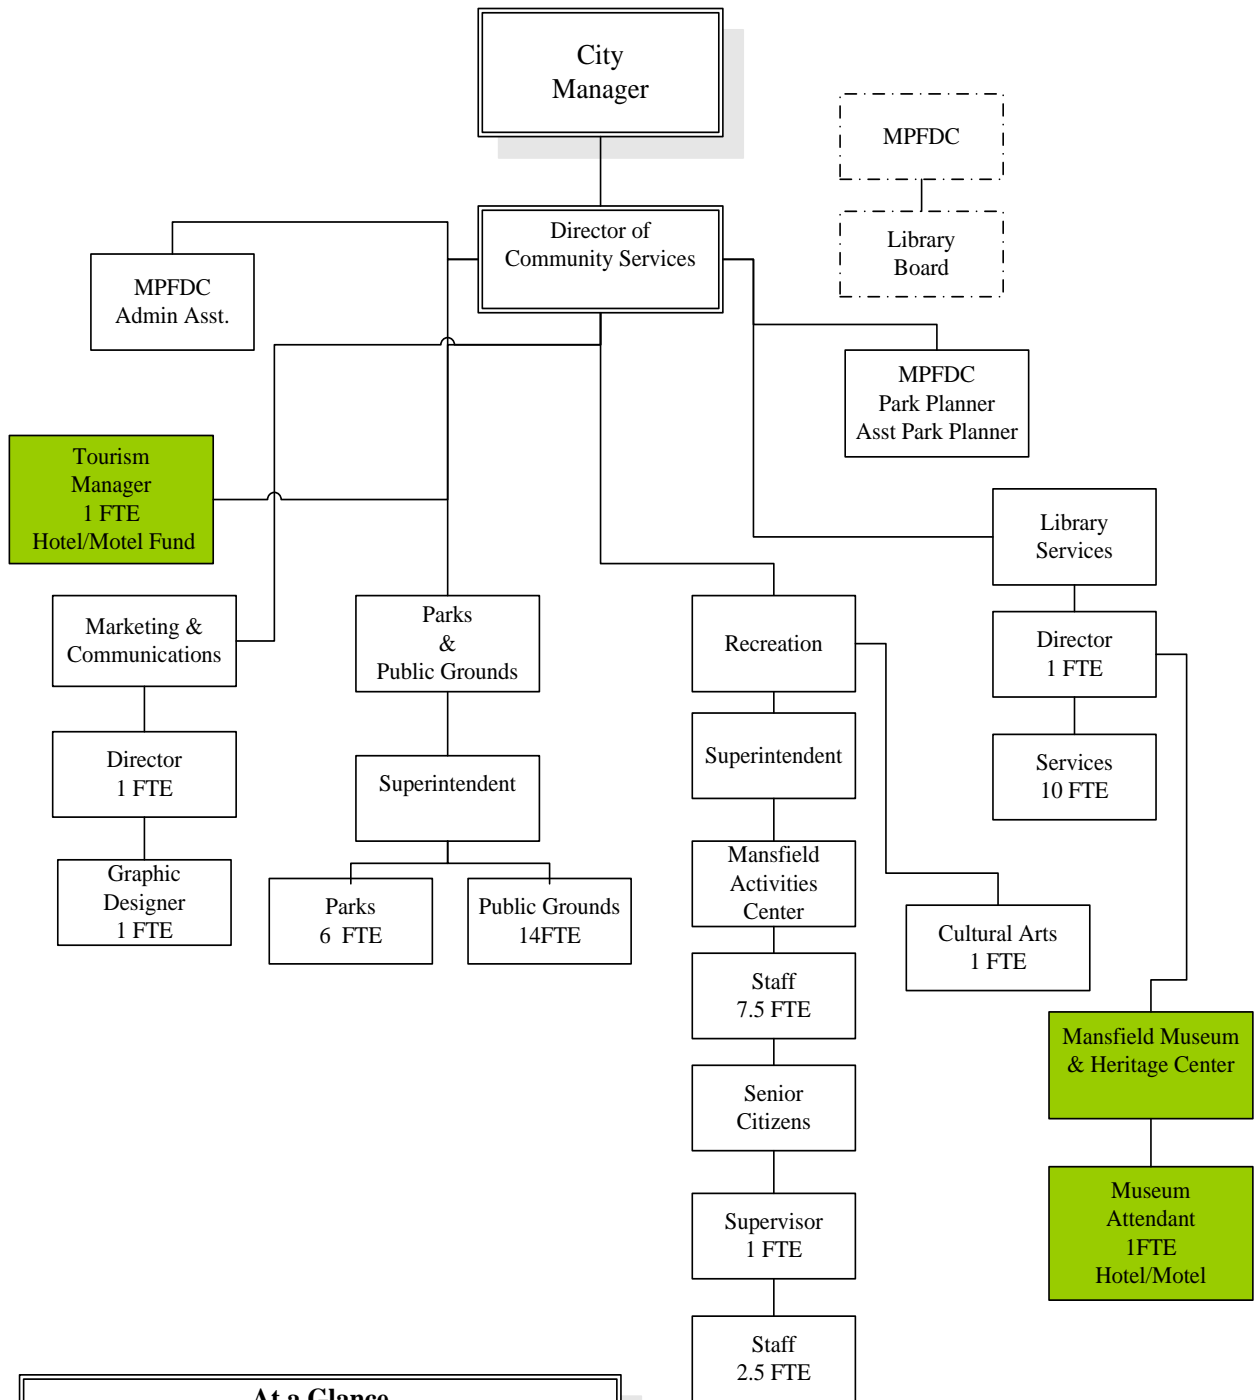 City
Manager
MPFDC
Library
Board
Director of
Community Services
MPFDC
Admin Asst.
MPFDC
Park Planner
Asst Park Planner
Tourism
Manager
1 FTE
Hotel/Motel Fund
Library
Services
Marketing &
Communications
Parks
&
Public Grounds
Recreation
Director
1 FTE
Director
1 FTE
Superintendent
Superintendent
Services
10 FTE
Graphic
Designer
1 FTE
Parks
6 FTE
Public Grounds
14FTE
Mansfield
Activities
Center
Cultural Arts
1 FTE
Staff
7.5 FTE
Mansfield Museum
& Heritage Center
Senior
Citizens
Museum
Attendant
1FTE
Hotel/Motel
Supervisor
1 FTE
Staff
2.5 FTE
At a Glance